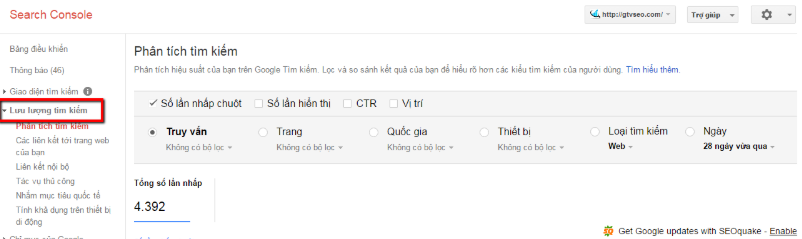 Search Console
http://gtvseo.com/
Trợ giúp
Bảng điều khiển
Thông báo (46)
Giao diện tìm kiếm
Lưu lượng tìm kiếm
Phân tích tìm kiếm
Các liên kết tới trang web
của bạn
Liên kết nội bộ
Tác vụ thủ công
Nhắm mục tiêu quốc tế
Tính khả dụng trên thiết bị
di động
Chỉ mục của Google
Phân tích tìm kiếm
Phân tích hiệu suất của bạn trên Google Tìm kiếm. Lọc và so sánh kết quả của bạn để hiểu rõ hơn các kiểu tìm kiếm của người dùng. Tìm hiểu thêm.
Số lần nhấp chuột Số lần hiển thị CTR Vị trí
Truy vấn Trang Quốc gia Thiết bị Loại tìm kiếm Ngày
Không có bộ lọc Không có bộ lọc Không có bộ lọc Không có bộ lọc Web 28 ngày vừa qua
Tổng số lần nhấp
4.392
Get Google updates with SEOquake - Enable